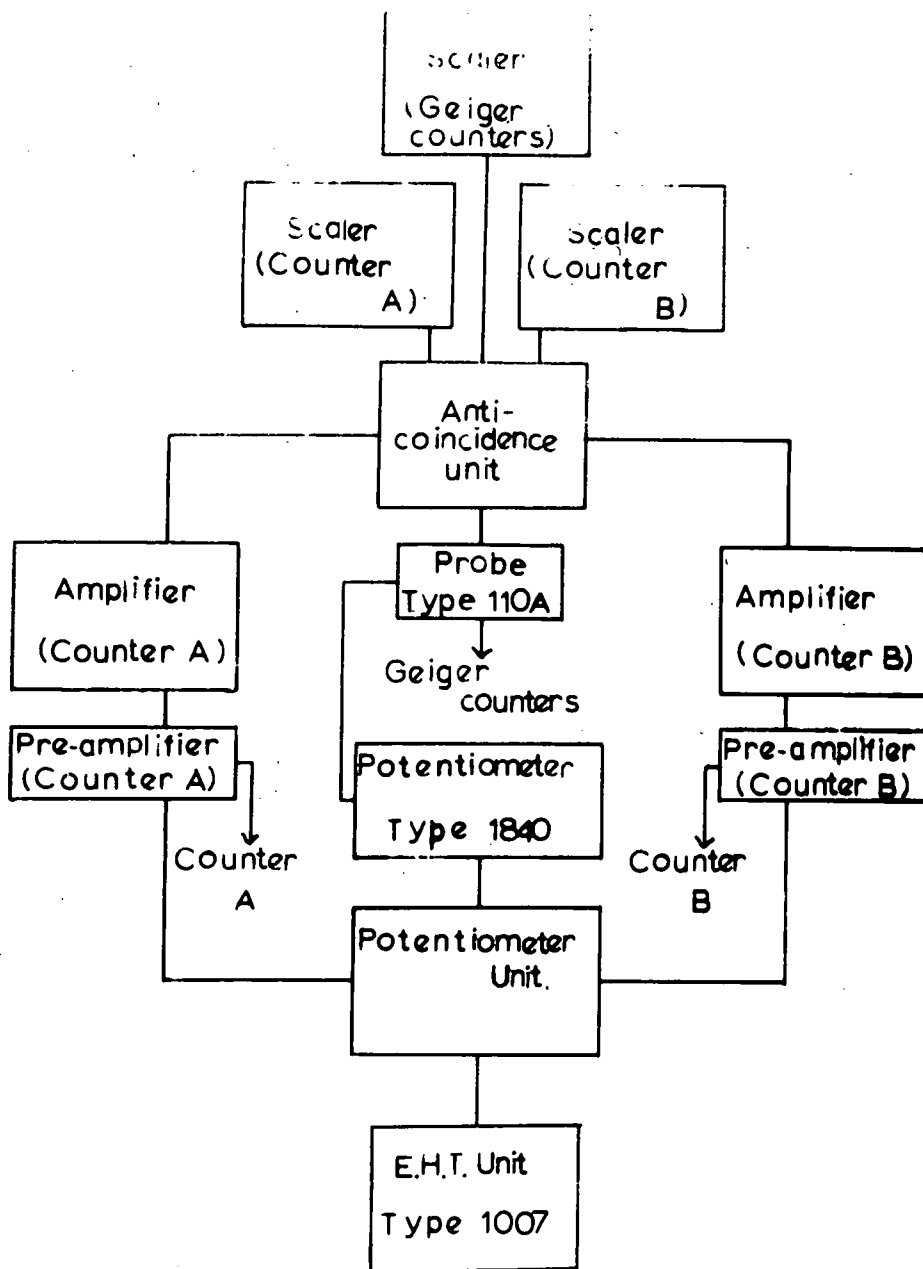 Scaler
(Geiger
counters)
Scaler
(Counter
A)
Scaler
(Counter
B)
Anti-
coincidence
unit
Probe
Type 110A
Geiger
counters
Amplifier
(Counter A)
Amplifier
(Counter B)
Pre-amplifier
(Counter A)
Pre-amplifier
(Counter B)
Potentiometer
Type 1840
Counter
A
Counter
B
Potentiometer
Unit.
E.H.T. Unit
Type 1007